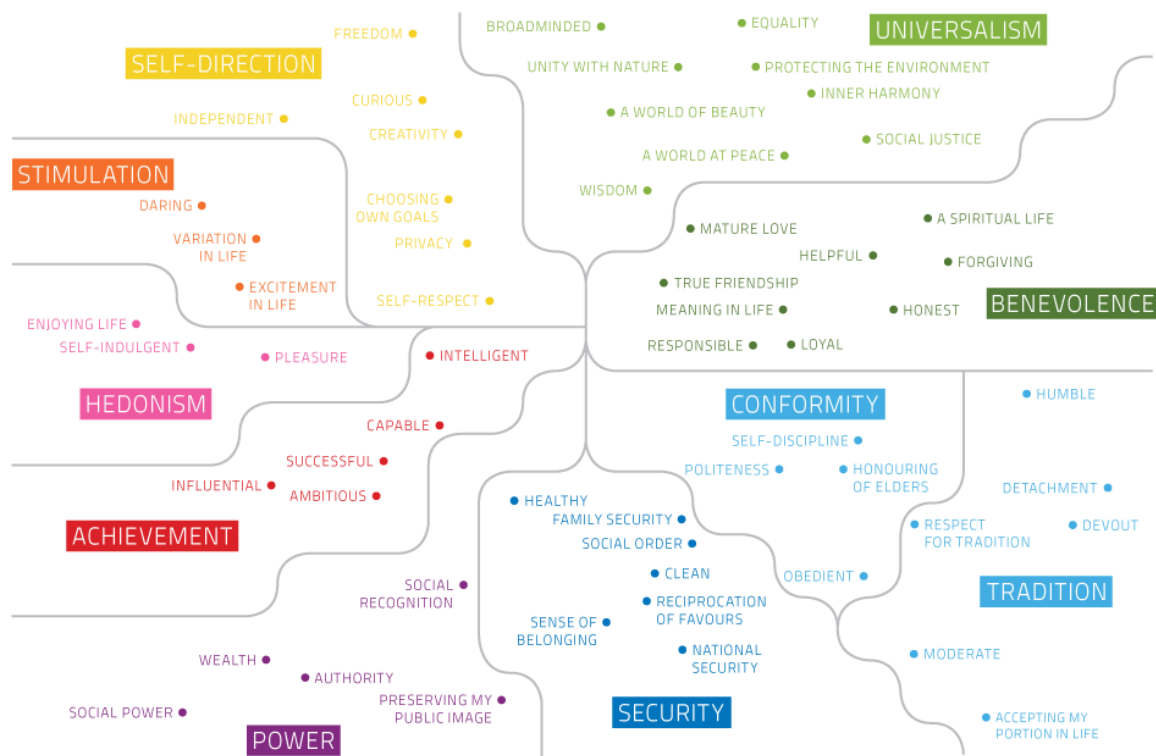 FREEDOM
SELF-DIRECTION
CURIOUS
INDEPENDENT
CREATIVITY
CHOOSING
OWN GOALS
PRIVACY
SELF-RESPECT
BROADMINDED
EQUALITY
UNIVERSALISM
UNITY WITH NATURE
PROTECTING THE ENVIRONMENT
INNER HARMONY
A WORLD OF BEAUTY
SOCIAL JUSTICE
A WORLD AT PEACE
WISDOM
STIMULATION
DARING
VARIATION
IN LIFE
EXCITEMENT
IN LIFE
A SPIRITUAL LIFE
MATURE LOVE
HELPFUL
FORGIVING
TRUE FRIENDSHIP
MEANING IN LIFE
HONEST
BENEVOLENCE
RESPONSIBLE
LOYAL
ENJOYING LIFE
SELF-INDULGENT
PLEASURE
HEDONISM
INTELLIGENT
CAPABLE
SUCCESSFUL
INFLUENTIAL
AMBITIOUS
ACHIEVEMENT
CONFORMITY
SELF-DISCIPLINE
POLITENESS
HONOURING
OF ELDERS
OBEDIENT
HUMBLE
DETACHMENT
RESPECT
FOR TRADITION
DEVOUT
TRADITION
MODERATE
ACCEPTING MY
PORTION IN LIFE
HEALTHY
FAMILY SECURITY
SOCIAL ORDER
CLEAN
RECIPROCATION
OF FAVOURS
SENSE OF
BELONGING
NATIONAL
SECURITY
SECURITY
SOCIAL
RECOGNITION
WEALTH
AUTHORITY
PRESERVING MY
PUBLIC IMAGE
SOCIAL POWER
POWER